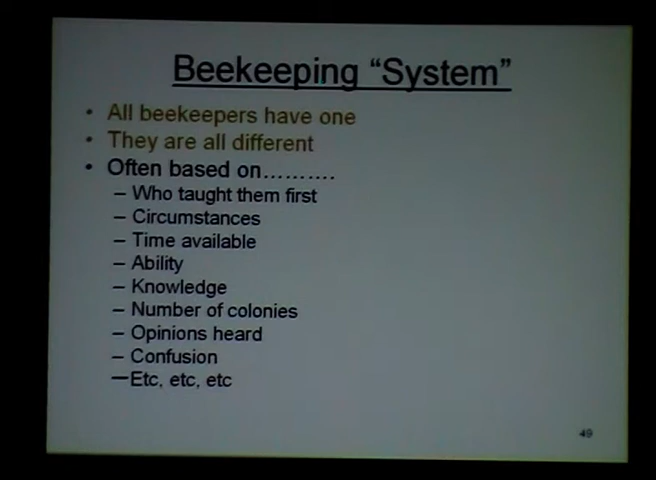 Beekeeping “System”
• All beekeepers have one
• They are all different
• Often based on..........
– Who taught them first
– Circumstances
– Time available
– Ability
– Knowledge
– Number of colonies
– Opinions heard
– Confusion
–Etc, etc, etc
49